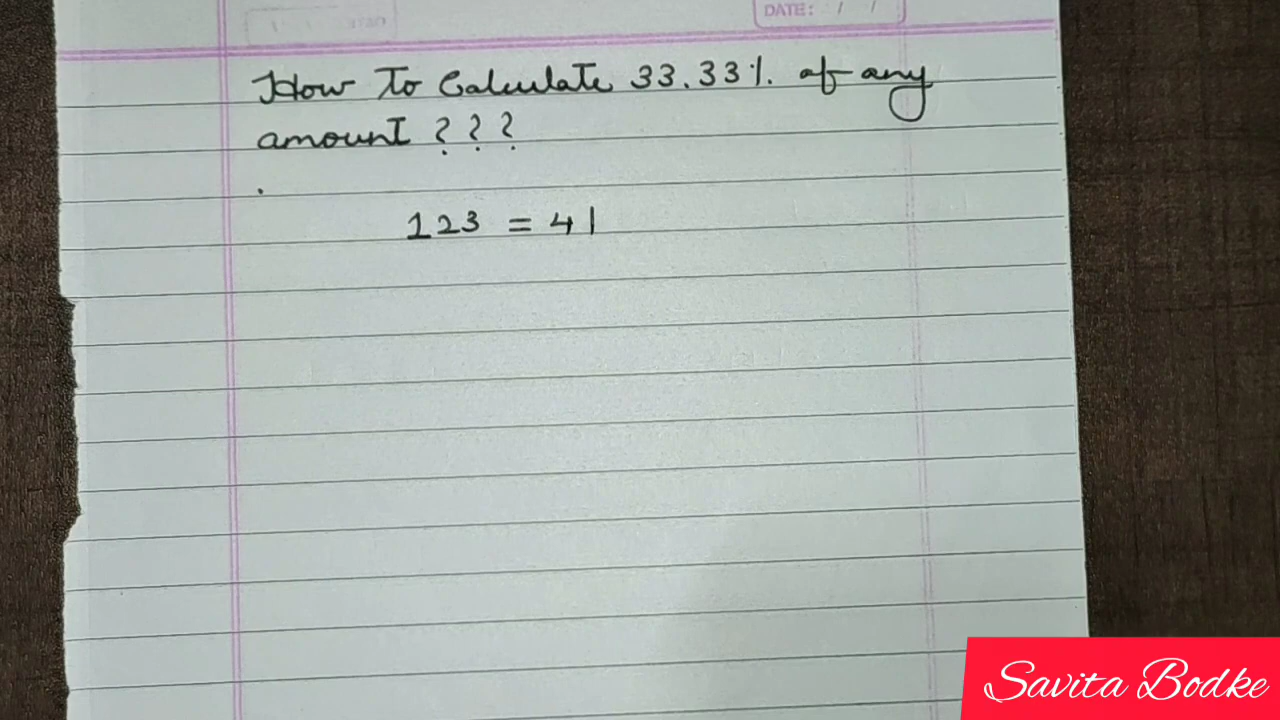 DATE: / /
How To Calculate 33.33%. of any
amount ???
.
123 = 41
Savita Bodke